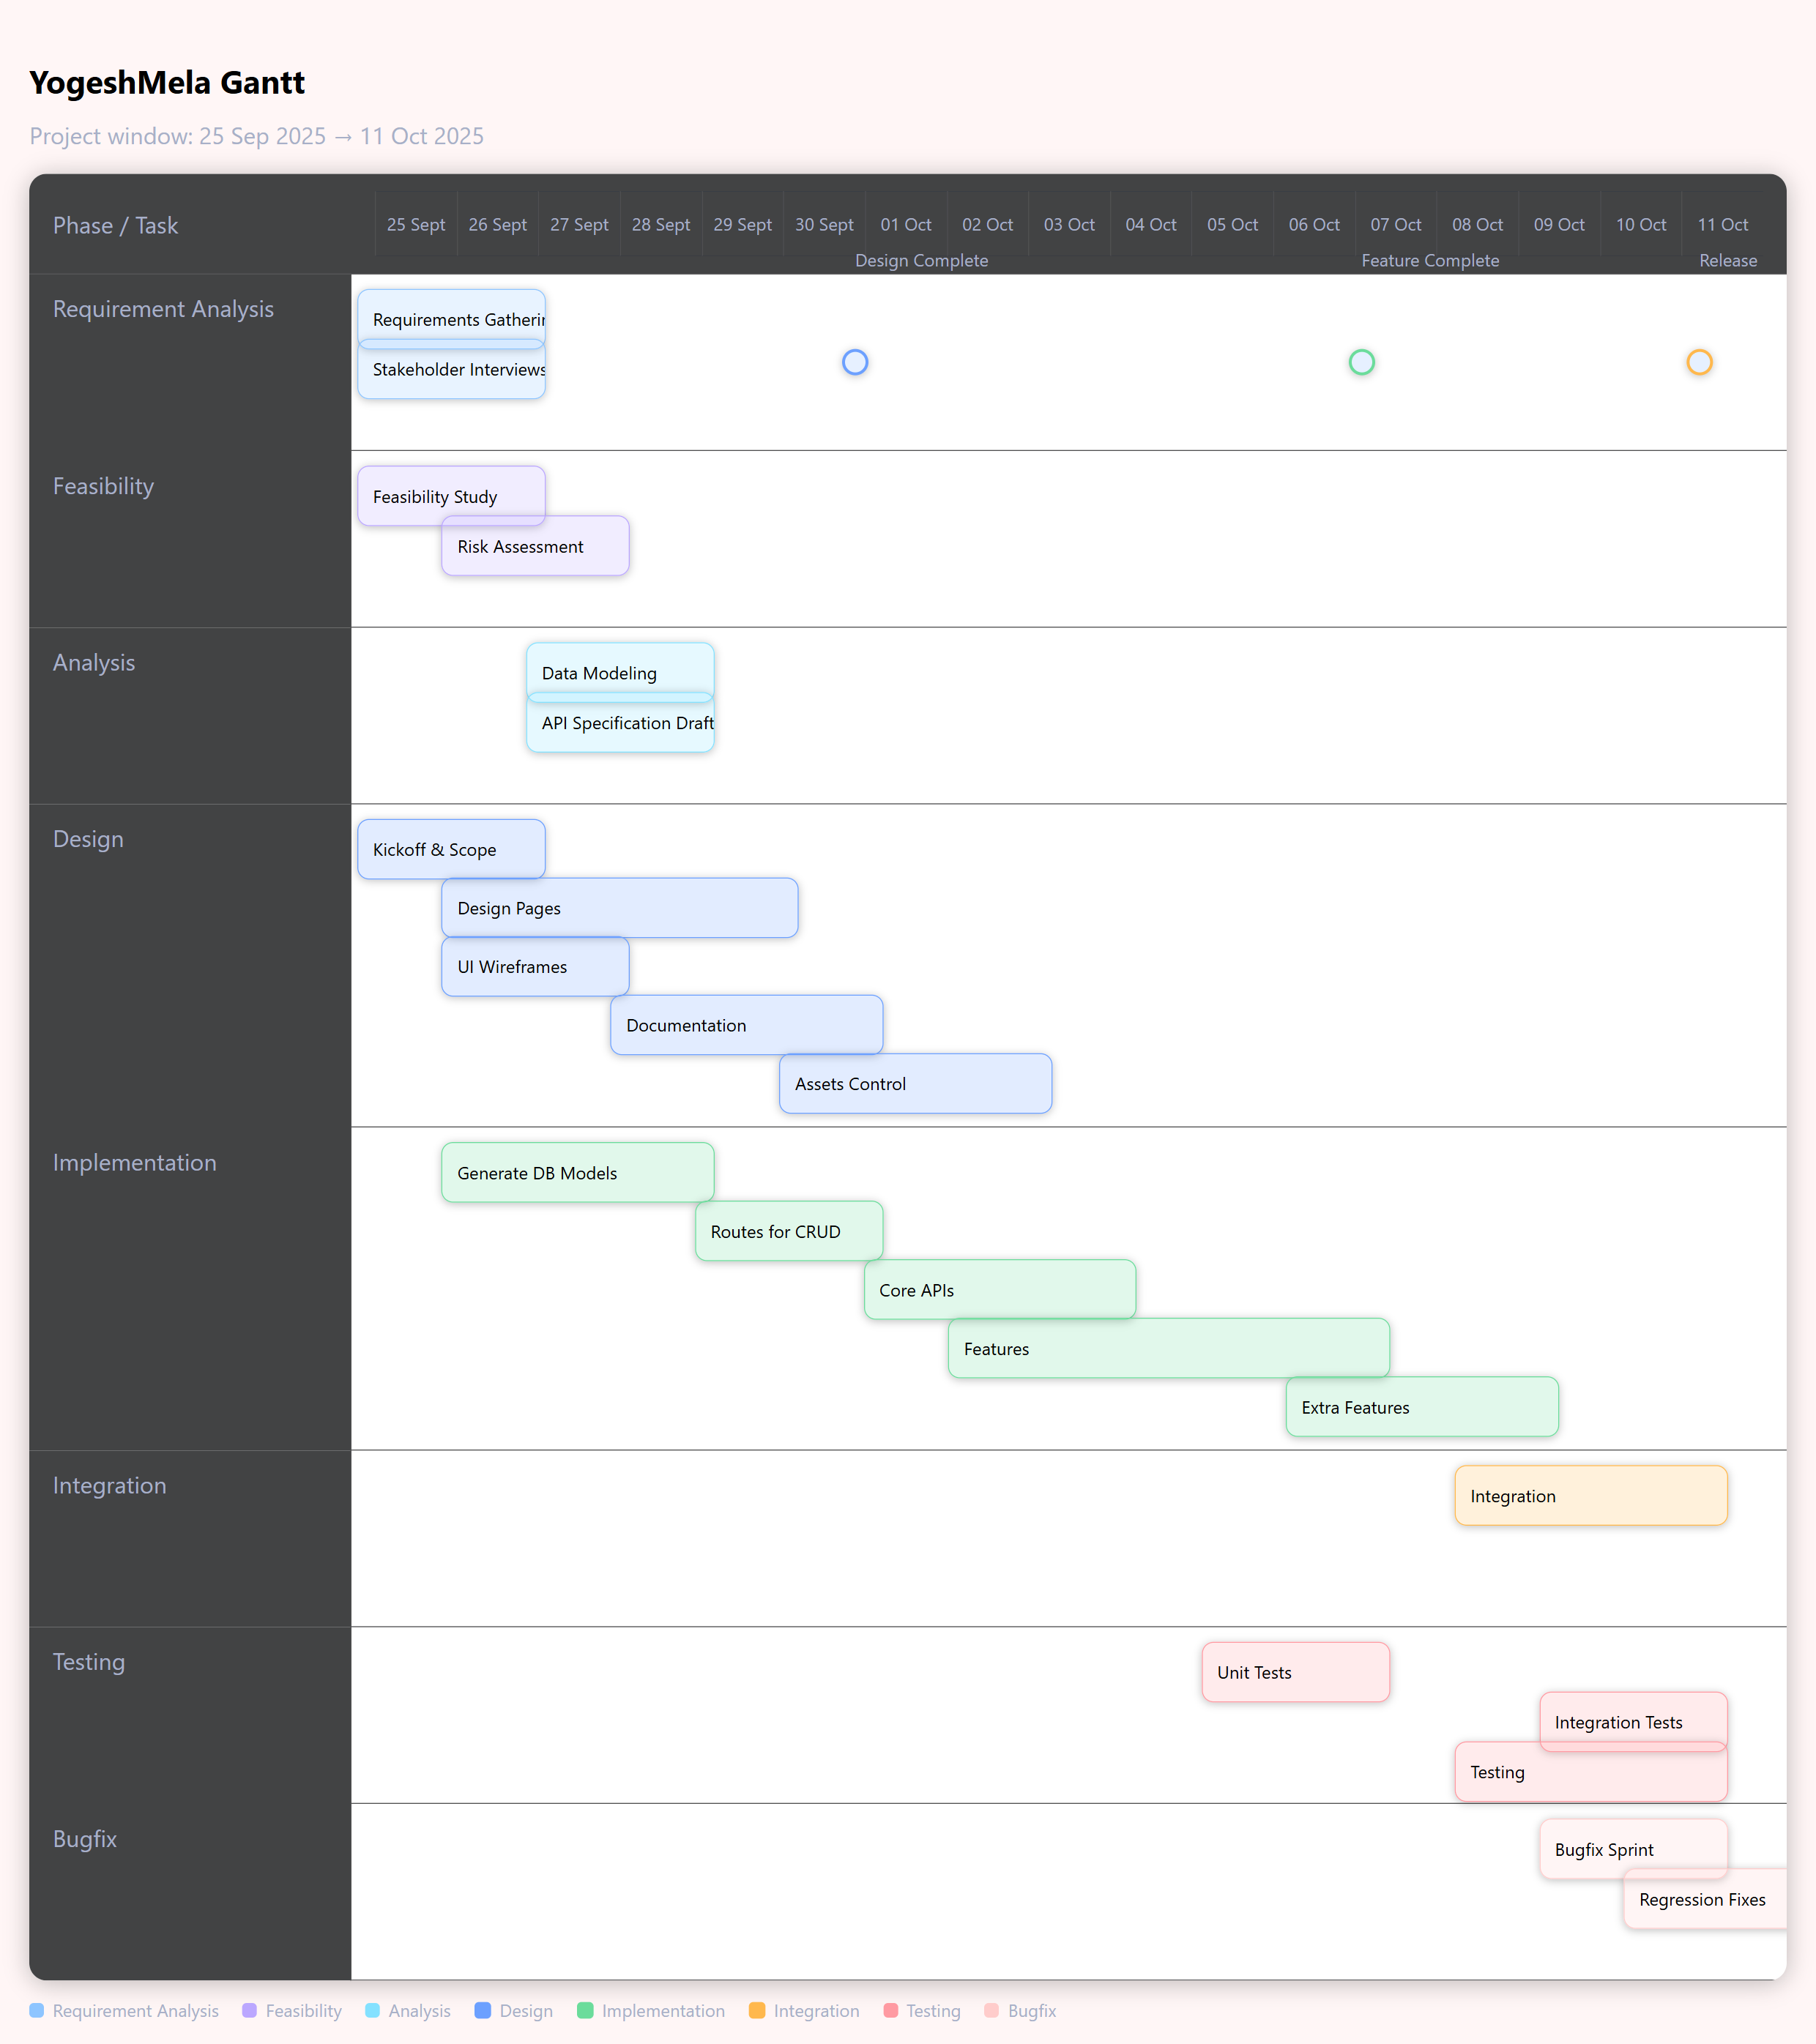 YogeshMela Gantt
Project window: 25 Sep 2025 → 11 Oct 2025
Phase / Task 25 Sept 26 Sept 27 Sept 28 Sept 29 Sept 30 Sept 01 Oct 02 Oct 03 Oct 04 Oct 05 Oct 06 Oct 07 Oct 08 Oct 09 Oct 10 Oct 11 Oct
Design Complete Feature Complete Release
Requirement Analysis
Requirements Gatherin
Stakeholder Interviews
Feasibility
Feasibility Study
Risk Assessment
Analysis
Data Modeling
API Specification Draft
Design
Kickoff & Scope
Design Pages
UI Wireframes
Documentation
Assets Control
Implementation
Generate DB Models
Routes for CRUD
Core APIs
Features
Extra Features
Integration
Integration
Testing
Unit Tests
Integration Tests
Testing
Bugfix
Bugfix Sprint
Regression Fixes
Requirement Analysis Feasibility Analysis Design Implementation Integration Testing Bugfix